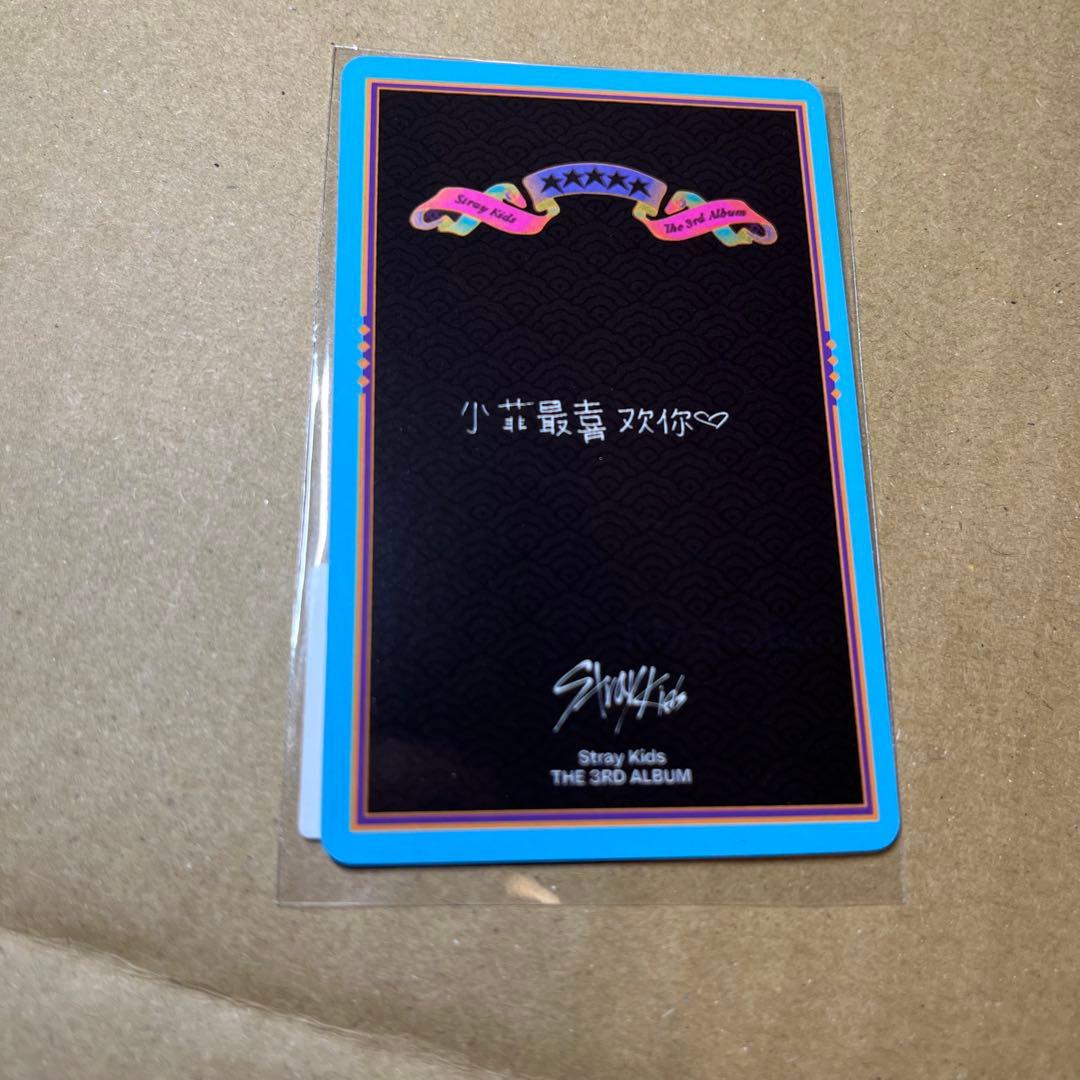 ★★★★★
Stray Kids
The 3rd Album
小菲最喜欢你♡
Stray Kids
Stray Kids
THE 3RD ALBUM